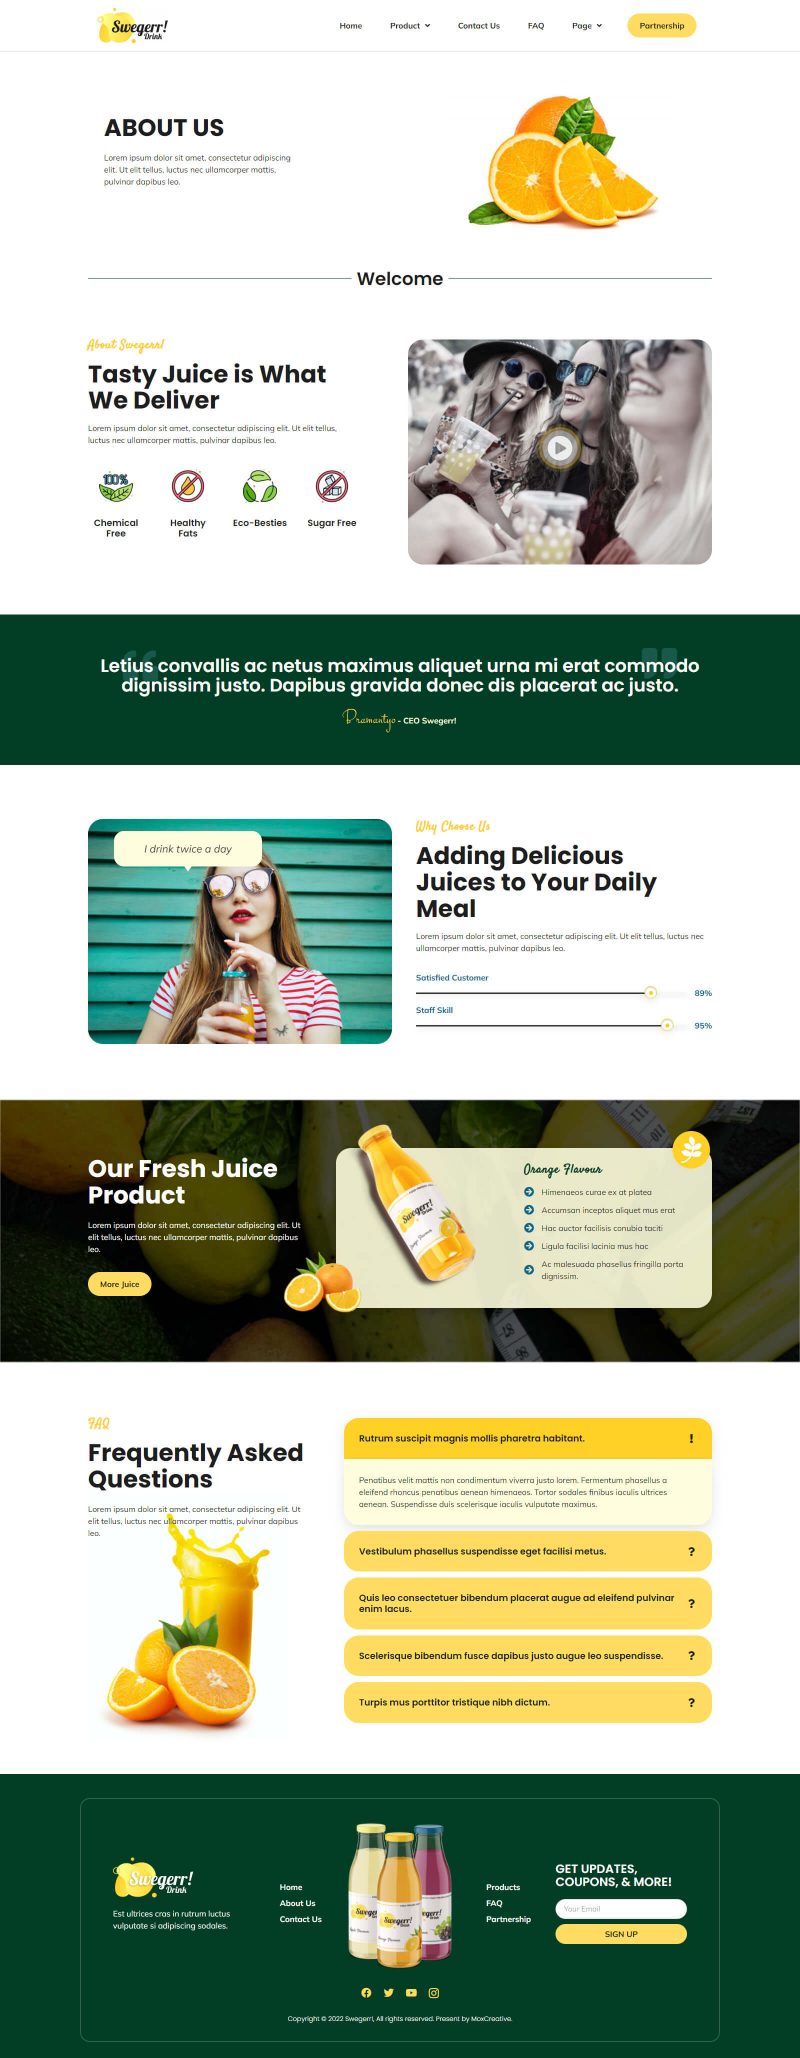 Swegerr!
Drink
Home
Product
Contact Us
FAQ
Page
Partnership
ABOUT US
Lorem ipsum dolor sit amet, consectetur adipiscing
elit. Ut elit tellus, luctus nec ullamcorper mattis,
pulvinar dapibus leo.
Welcome
About Swegerr!
Tasty Juice is What
We Deliver
Lorem ipsum dolor sit amet, consectetur adipiscing elit. Ut elit tellus,
luctus nec ullamcorper mattis, pulvinar dapibus leo.
100%
Chemical
Free
Healthy
Fats
Eco-Besties
Sugar Free
Letius convallis ac netus maximus aliquet urna mi erat commodo
dignissim justo. Dapibus gravida donec dis placerat ac justo.
Pramantyo - CEO Swegerr!
I drink twice a day
Why Choose Us
Adding Delicious
Juices to Your Daily
Meal
Lorem ipsum dolor sit amet, consectetur adipiscing elit. Ut elit tellus, luctus nec
ullamcorper mattis, pulvinar dapibus leo.
Satisfied Customer
89%
Staff Skill
95%
Our Fresh Juice
Product
Lorem ipsum dolor sit amet, consectetur adipiscing elit. Ut
elit tellus, luctus nec ullamcorper mattis, pulvinar dapibus
leo.
More Juice
Swegerr!
Drink
Orange Flavour
Himenaeos curae ex at platea
Accumsan inceptos aliquet mus erat
Hac auctor facilisis conubia taciti
Ligula facilisi lacinia mus hac
Ac malesuada phasellus fringilla porta
dignissim.
FAQ
Frequently Asked
Questions
Lorem ipsum dolor sit amet, consectetur adipiscing elit. Ut
elit tellus, luctus nec ullamcorper mattis, pulvinar dapibus
leo.
Rutrum suscipit magnis mollis pharetra habitant.
Penatibus velit mattis non condimentum viverra justo lorem. Fermentum phasellus a
eleifend rhoncus penatibus aenean himenaeos. Tortor sodales finibus iaculis ultrices
aenean. Suspendisse duis scelerisque iaculis vulputate maximus.
Vestibulum phasellus suspendisse eget facilisi metus.
Quis leo consectetuer bibendum placerat augue ad eleifend pulvinar
enim lacus.
Scelerisque bibendum fusce dapibus justo augue leo suspendisse.
Turpis mus porttitor tristique nibh dictum.
Swegerr!
Drink
Est ultrices cras in rutrum luctus
vulputate si adipiscing sodales.
Home
About Us
Contact Us
Swegerr!
Drink
Products
FAQ
Partnership
GET UPDATES,
COUPONS, & MORE!
Your Email
SIGN UP
Copyright © 2022 Swegerr!, All rights reserved. Present by MoxCreative.